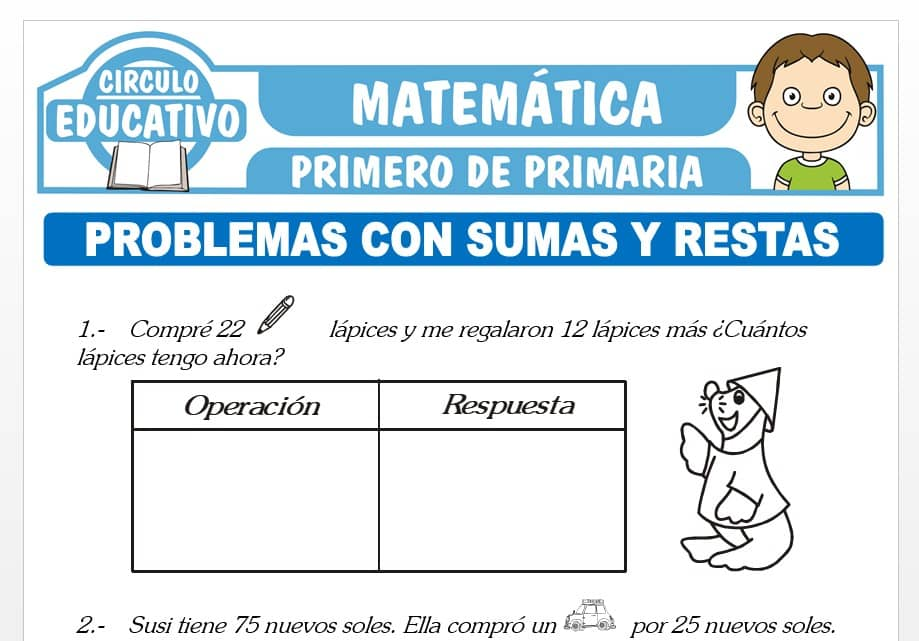 CIRCULO
EDUCATIVO
MATEMÁTICA
PRIMERO DE PRIMARIA
PROBLEMAS CON SUMAS Y RESTAS
1.- Compré 22 lápices y me regalaron 12 lápices más ¿Cuántos
lápices tengo ahora?
Operación Respuesta
2.- Susi tiene 75 nuevos soles. Ella compró un por 25 nuevos soles.